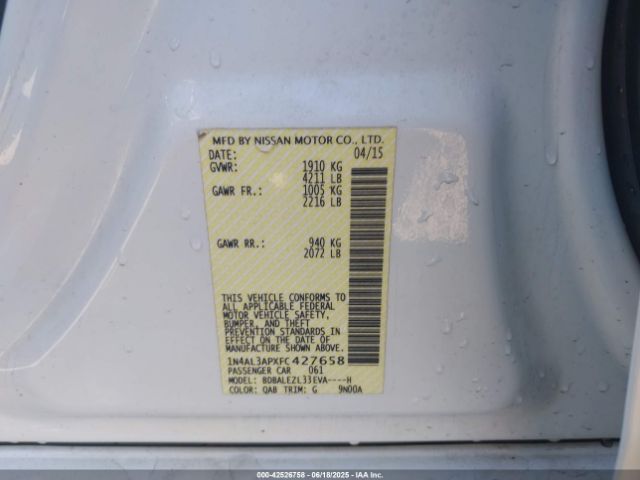 MFD BY NISSAN MOTOR CO., LTD.
DATE: 04/15
GVWR: 1910 KG
4211 LB
GAWR FR.: 1005 KG
2216 LB
GAWR RR.: 940 KG
2072 LB
THIS VEHICLE CONFORMS TO
ALL APPLICABLE FEDERAL
MOTOR VEHICLE SAFETY,
BUMPER, AND THEFT
PREVENTION STANDARDS IN
EFFECT ON THE DATE OF
MANUFACTURE SHOWN ABOVE.
1N4AL3APXFC427658
PASSENGER CAR 061
MODEL: BDBALEZL33EVA----H
COLOR: QAB TRIM: G 9N00A
000-42526758 - 06/18/2025 - IAAI, Inc.